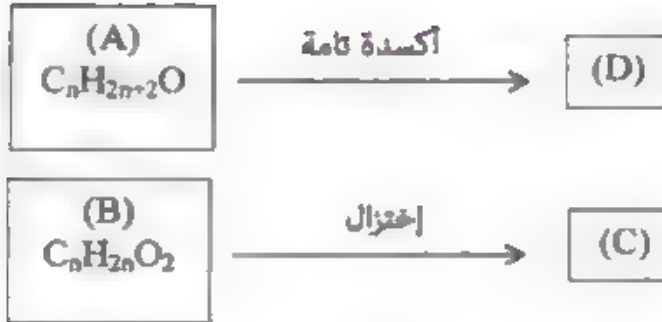 (A)
CₙH₂ₙ₊₂O
أكسدة تامة
(D)
(B)
CₙH₂ₙO₂
إختزال
(C)